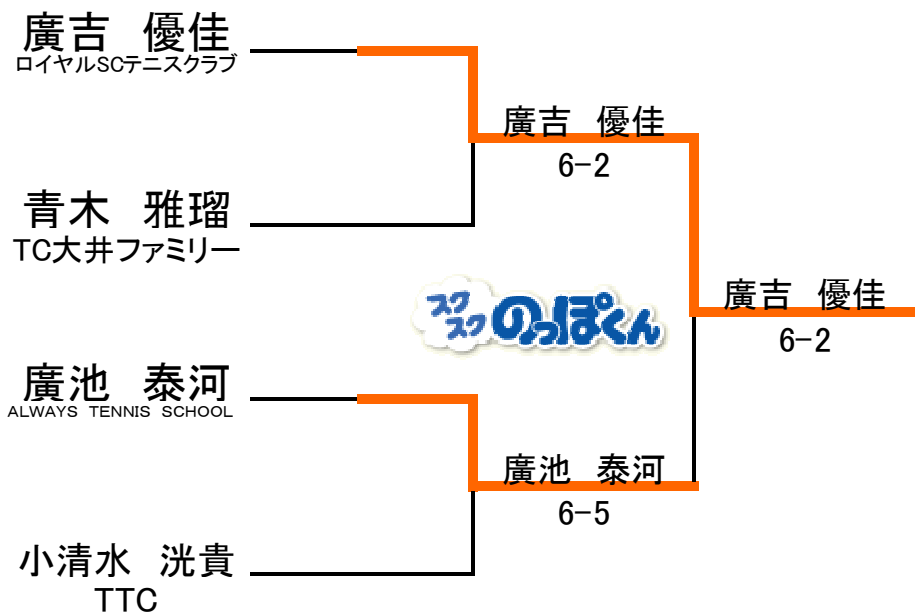 廣吉　優佳
ロイヤルSCテニスクラブ
廣吉　優佳
6-2
青木　雅瑠
TC大井ファミリー
スク
スク
のっぽくん
廣吉　優佳
6-2
廣池　泰河
ALWAYS TENNIS SCHOOL
廣池　泰河
6-5
小清水　洸貴
TTC